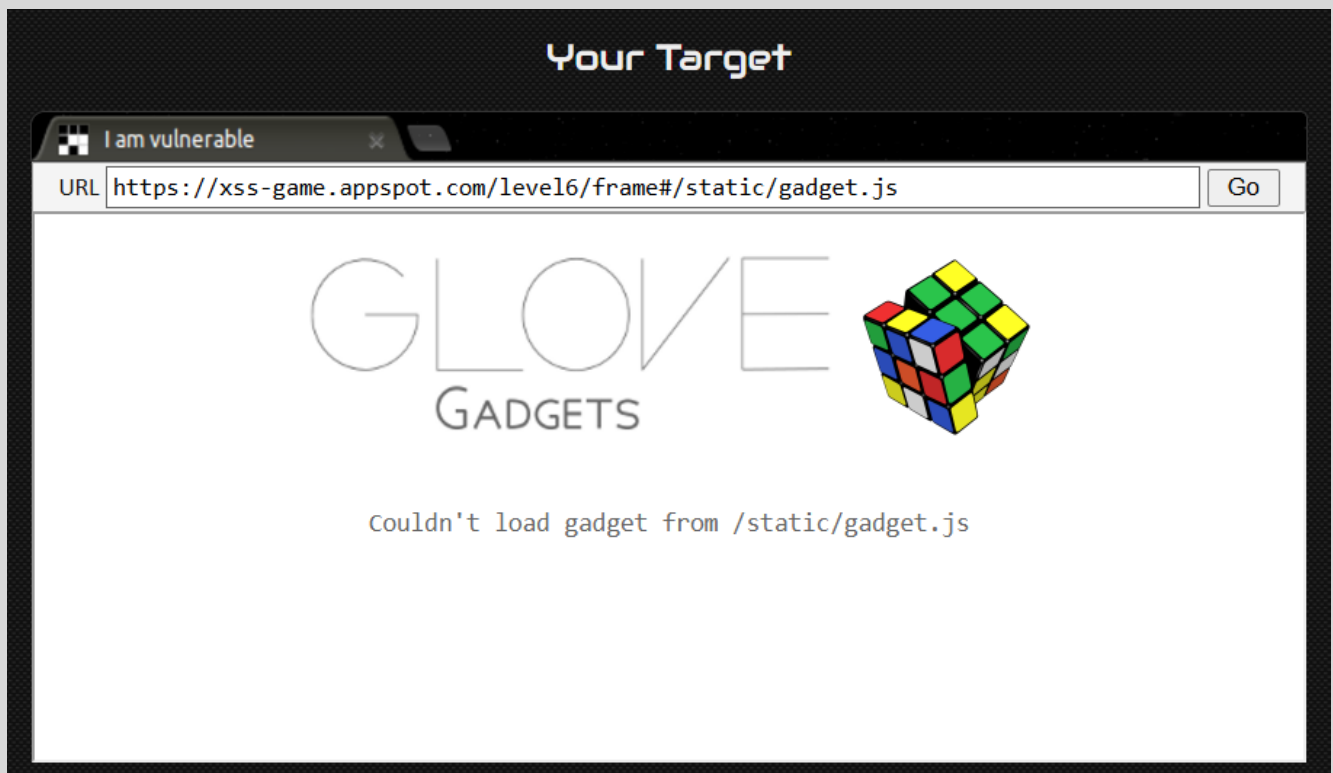 Your Target
I am vulnerable
URL https://xss-game.appspot.com/level6/frame#/static/gadget.js Go
GLOVE
GADGETS
Couldn't load gadget from /static/gadget.js